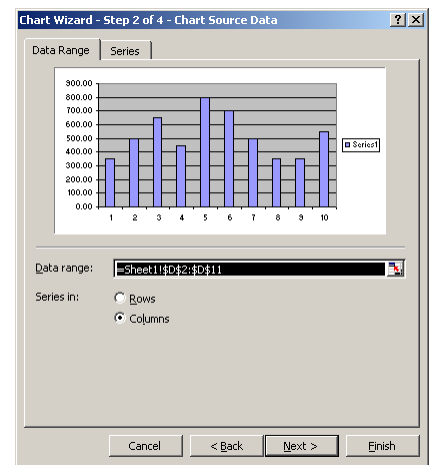 Chart Wizard - Step 2 of 4 - Chart Source Data
Data Range Series
900.00
800.00
700.00
600.00
500.00
400.00
300.00
200.00
100.00
0.00
1 2 3 4 5 6 7 8 9 10
Series1
Data range: =Sheet1!$D$2:$D$11
Series in: Rows
Columns
Cancel < Back Next > Finish